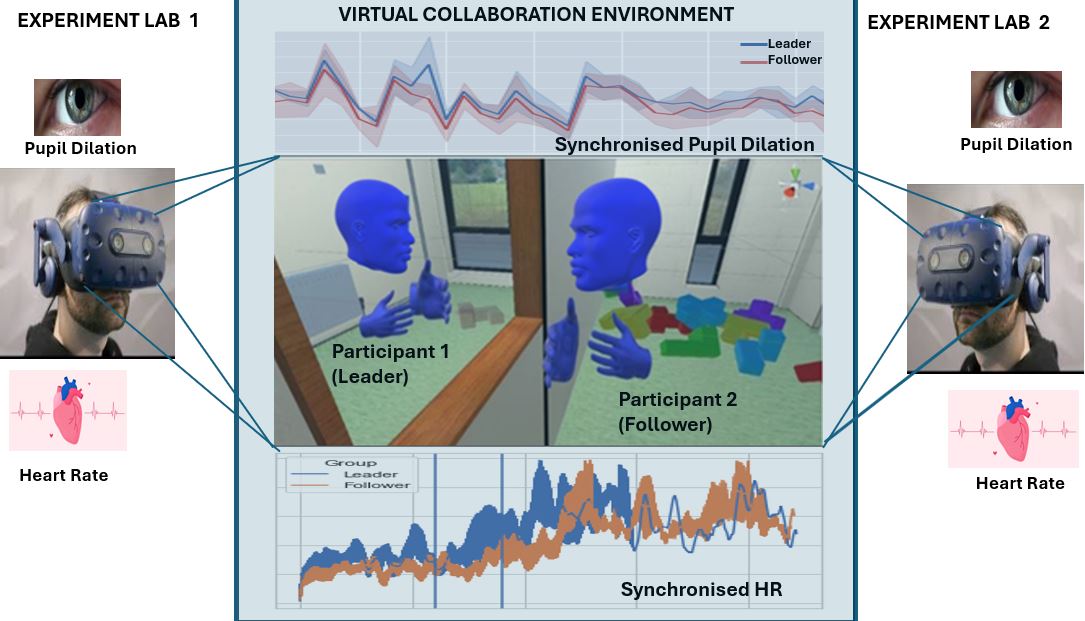 EXPERIMENT LAB 1
VIRTUAL COLLABORATION ENVIRONMENT
EXPERIMENT LAB 2
Leader
Follower
Pupil Dilation
Synchronised Pupil Dilation
Pupil Dilation
Participant 1
(Leader)
Participant 2
(Follower)
Heart Rate
Group
Leader
Follower
Synchronised HR
Heart Rate